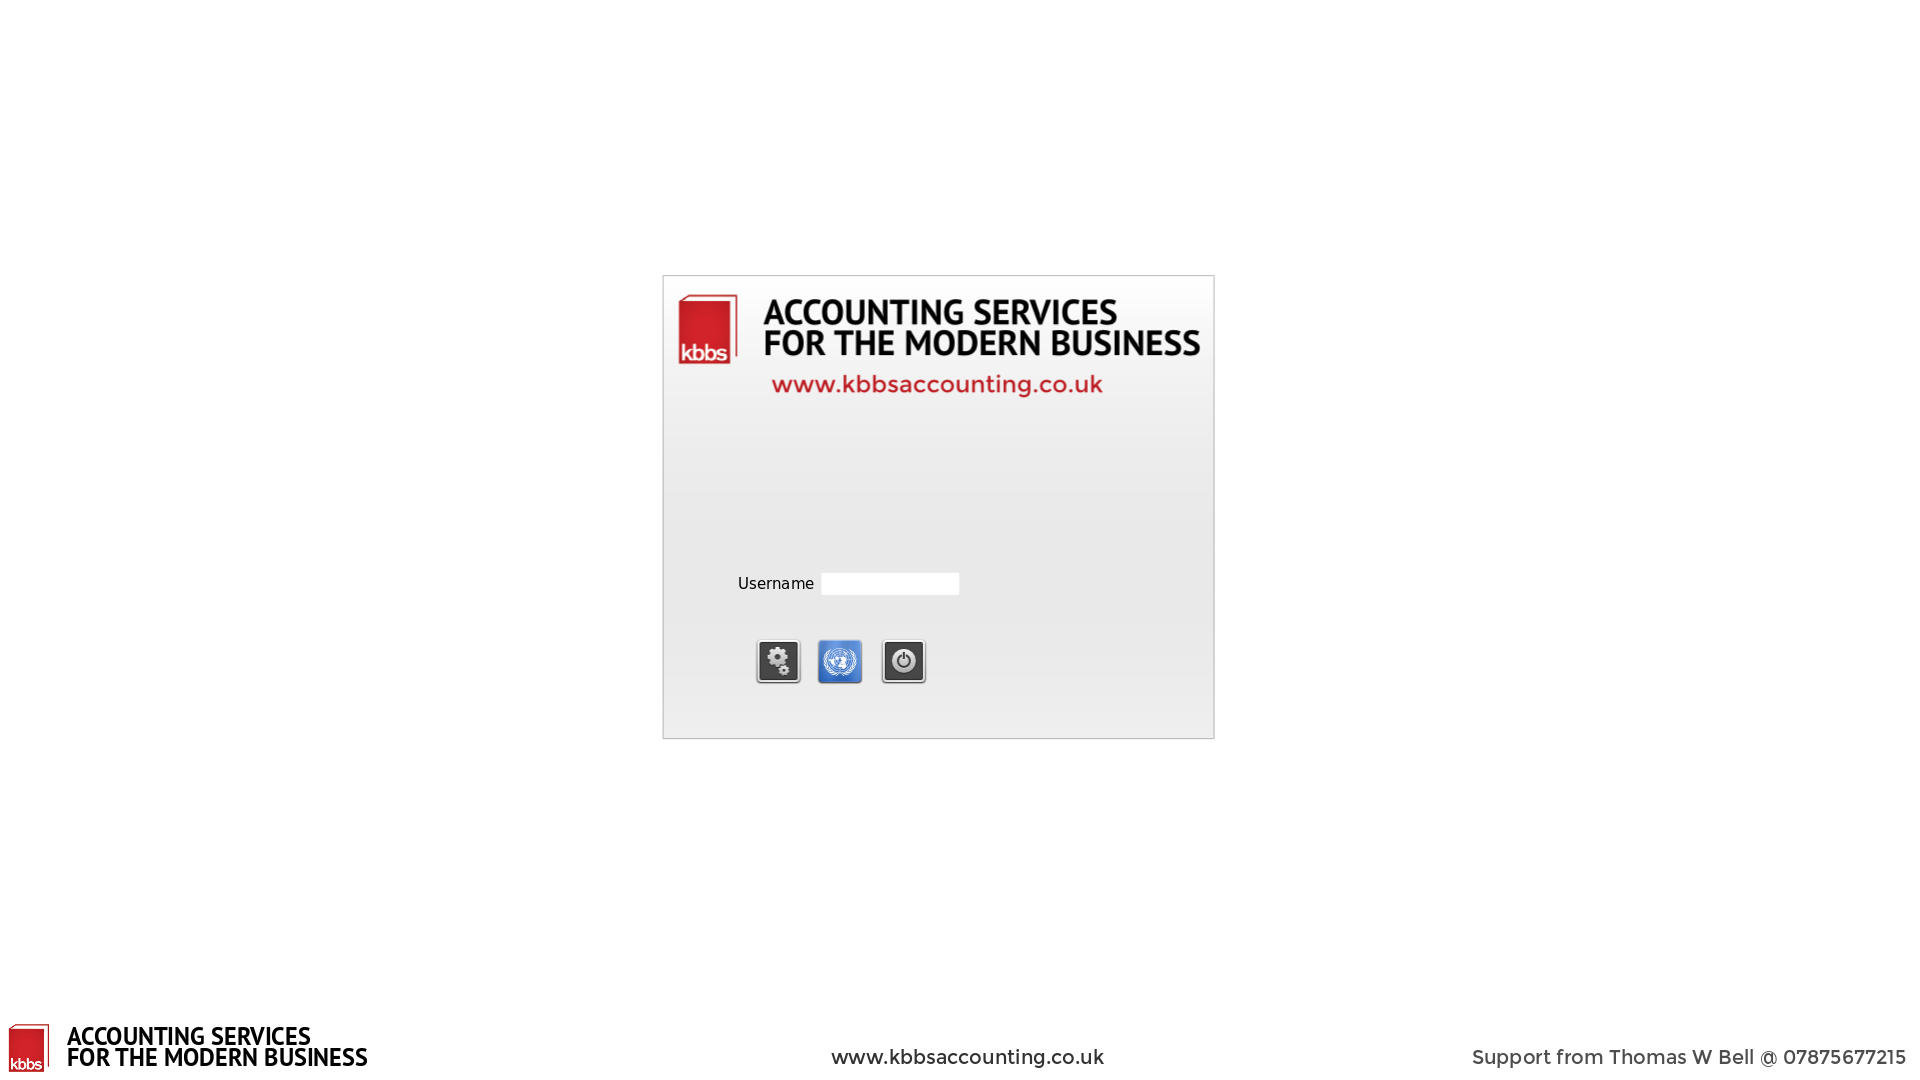 kbbs
ACCOUNTING SERVICES
FOR THE MODERN BUSINESS
www.kbbsaccounting.co.uk
Username
kbbs
ACCOUNTING SERVICES
FOR THE MODERN BUSINESS
www.kbbsaccounting.co.uk
Support from Thomas W Bell @ 07875677215